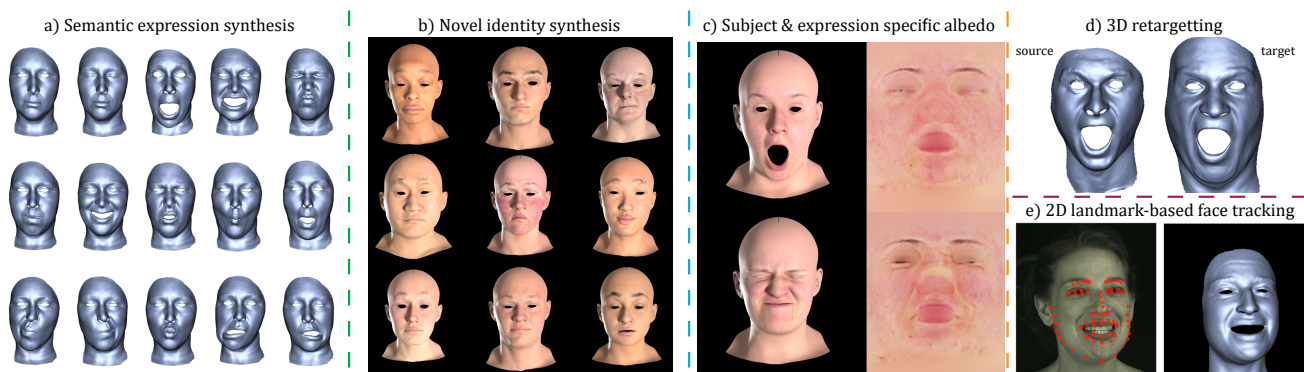 a) Semantic expression synthesis
b) Novel identity synthesis
c) Subject & expression specific albedo
d) 3D retargetting
source
target
e) 2D landmark-based face tracking